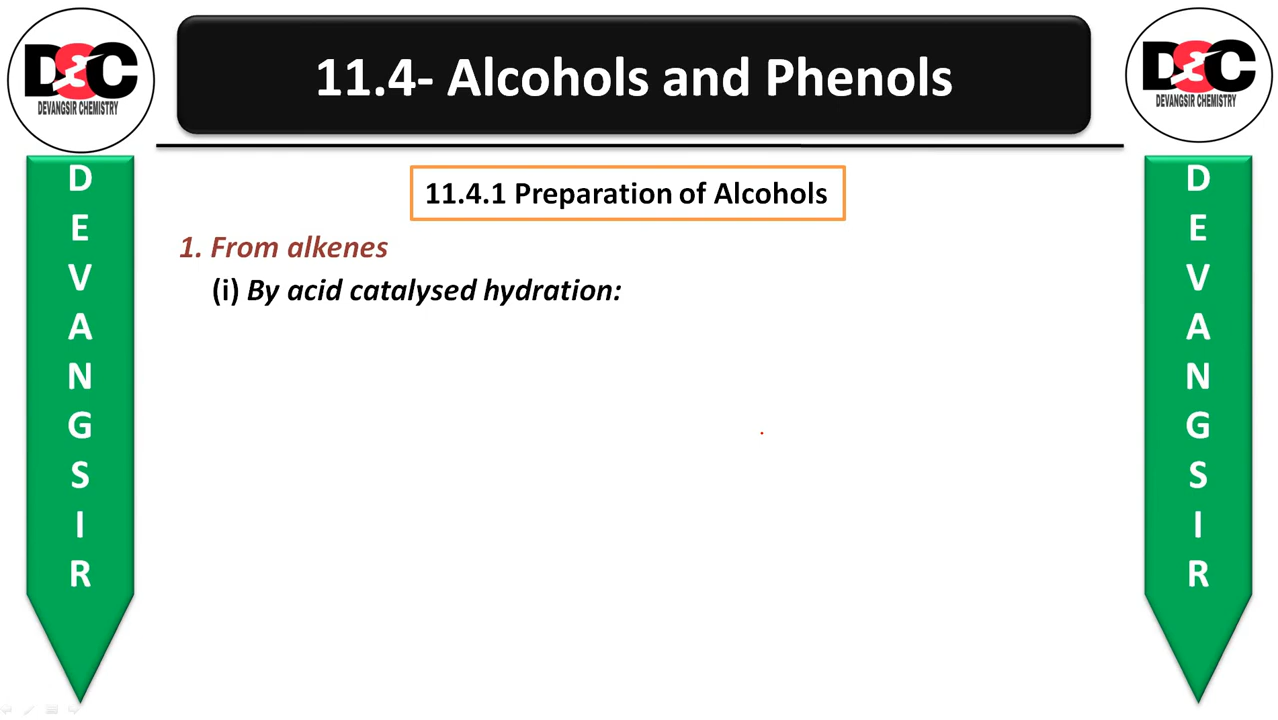 D&C
DEVANGSIR CHEMISTRY
11.4- Alcohols and Phenols
D&C
DEVANGSIR CHEMISTRY
D
E
V
A
N
G
S
I
R
11.4.1 Preparation of Alcohols
1. From alkenes
(i) By acid catalysed hydration:
D
E
V
A
N
G
S
I
R